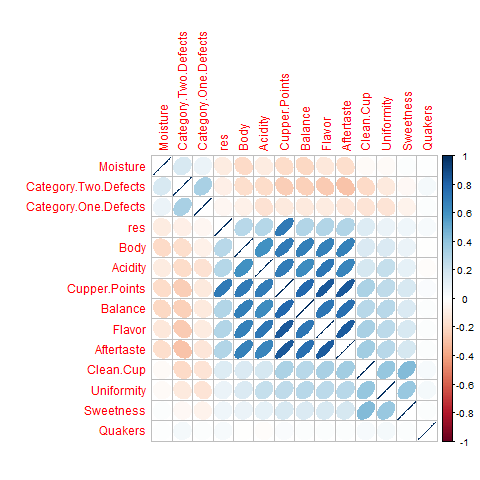 Moisture
Category.Two.Defects
Category.One.Defects
res
Body
Acidity
Cupper.Points
Balance
Flavor
Aftertaste
Clean.Cup
Uniformity
Sweetness
Quakers
Moisture
Category.Two.Defects
Category.One.Defects
res
Body
Acidity
Cupper.Points
Balance
Flavor
Aftertaste
Clean.Cup
Uniformity
Sweetness
Quakers
1
0.8
0.6
0.4
0.2
0
-0.2
-0.4
-0.6
-0.8
-1